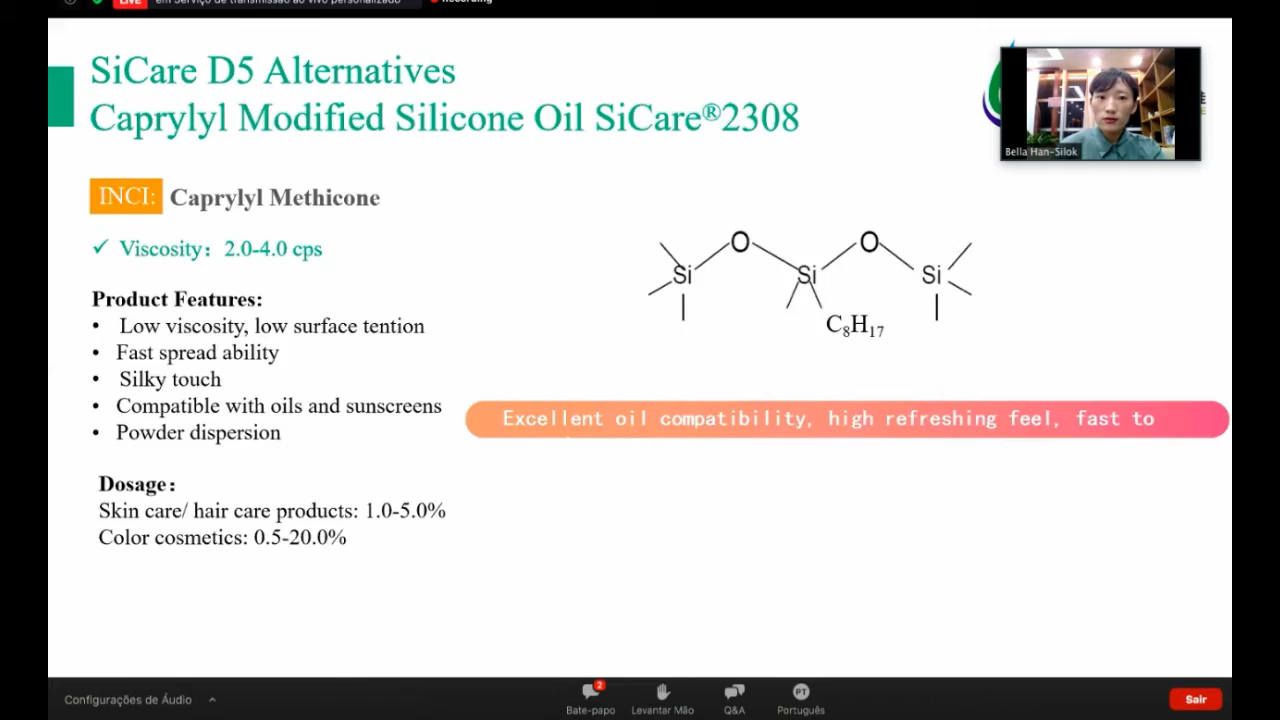 LIVE
em Serviço de transmissão ao vivo personalizado
Recording
SiCare D5 Alternatives
Caprylyl Modified Silicone Oil SiCare®2308
Bella Han-Silok
INCI: Caprylyl Methicone
✓ Viscosity：2.0-4.0 cps
Product Features:
• Low viscosity, low surface tention
• Fast spread ability
• Silky touch
• Compatible with oils and sunscreens
• Powder dispersion
Dosage：
Skin care/ hair care products: 1.0-5.0%
Color cosmetics: 0.5-20.0%
O O
Si Si Si
C₈H₁₇
Excellent oil compatibility, high refreshing feel, fast to
Configurações de Áudio
2
Bate-papo
Levantar Mão
Q&A
PT
Português
Sair